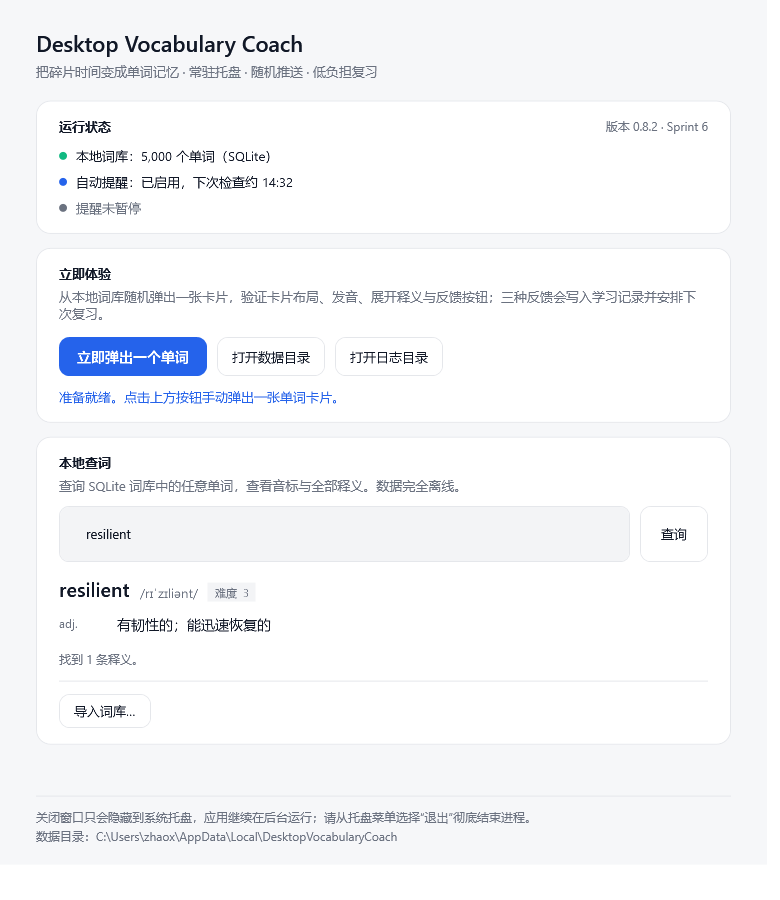 Desktop Vocabulary Coach
把碎片时间变成单词记忆 · 常驻托盘 · 随机推送 · 低负担复习
运行状态
版本 0.8.2 · Sprint 6
本地词库：5,000 个单词（SQLite）
自动提醒：已启用，下次检查约 14:32
提醒未暂停
立即体验
从本地词库随机弹出一张卡片，验证卡片布局、发音、展开释义与反馈按钮；三种反馈会写入学习记录并安排下
次复习。
立即弹出一个单词
打开数据目录
打开日志目录
准备就绪。点击上方按钮手动弹出一张单词卡片。
本地查词
查询 SQLite 词库中的任意单词，查看音标与全部释义。数据完全离线。
resilient
查询
resilient /rɪˈzɪliənt/ 难度 3
adj. 有韧性的；能迅速恢复的
找到 1 条释义。
导入词库...
关闭窗口只会隐藏到系统托盘，应用继续在后台运行；请从托盘菜单选择“退出”彻底结束进程。
数据目录：C:\Users\zhaox\AppData\Local\DesktopVocabularyCoach